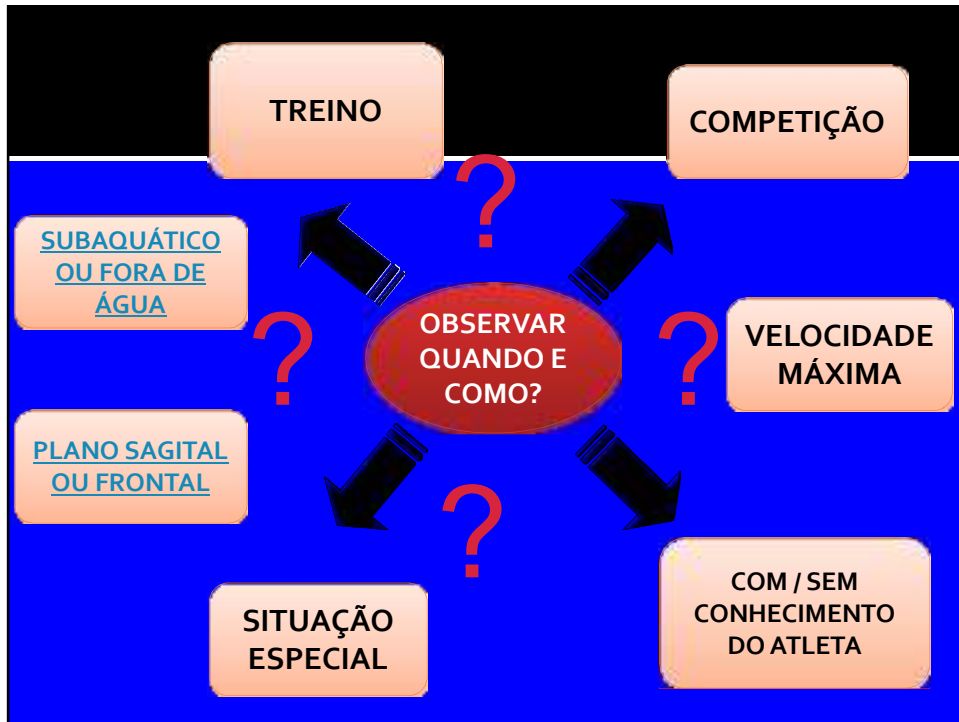 TREINO
COMPETIÇÃO
?
SUBAQUÁTICO
OU FORA DE
ÁGUA
?
OBSERVAR
QUANDO E
COMO?
?
VELOCIDADE
MÁXIMA
PLANO SAGITAL
OU FRONTAL
?
SITUAÇÃO
ESPECIAL
COM / SEM
CONHECIMENTO
DO ATLETA